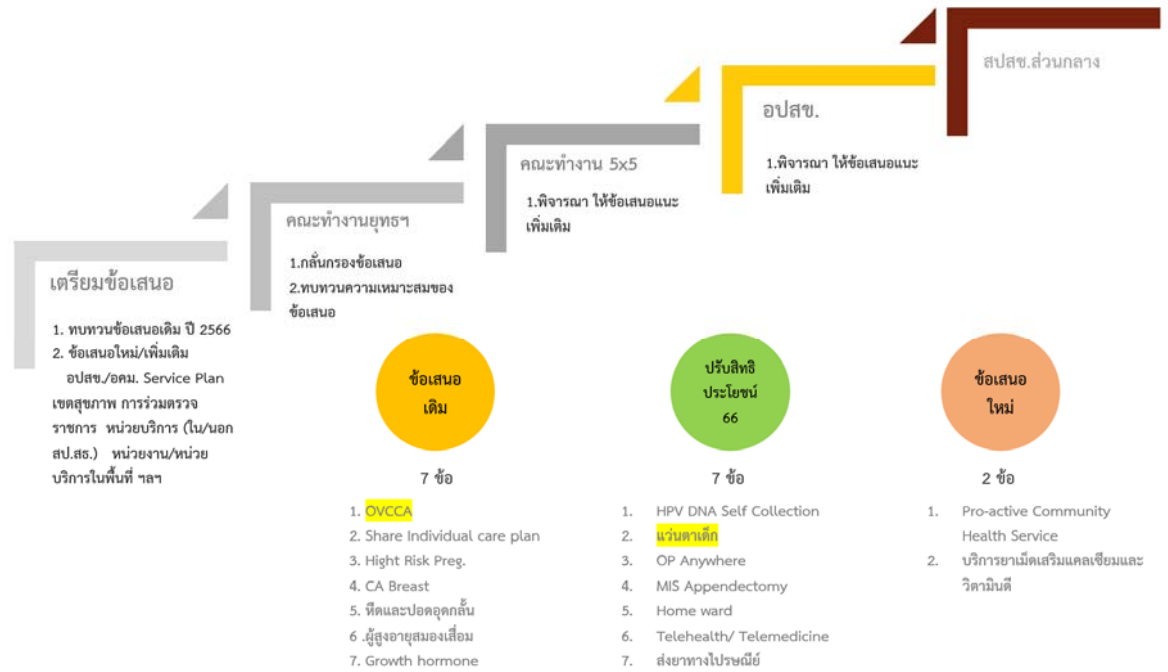 สปสช.ส่วนกลาง
อปสข.
1.พิจารณา ให้ข้อเสนอแนะ
เพิ่มเติม
คณะทำงาน 5x5
1.พิจารณา ให้ข้อเสนอแนะ
เพิ่มเติม
คณะทำงานยุทธฯ
1.กลั่นกรองข้อเสนอ
2.ทบทวนความเหมาะสมของ
ข้อเสนอ
เตรียมข้อเสนอ
1. ทบทวนข้อเสนอเดิม ปี 2566
2. ข้อเสนอใหม่/เพิ่มเติม
อปสข./อคม. Service Plan
เขตสุขภาพ การร่วมตรวจ
ราชการ หน่วยบริการ (ใน/นอก
สป.สธ.) หน่วยงาน/หน่วย
บริการในพื้นที่ ฯลฯ
ข้อเสนอ
เดิม
7 ข้อ
1. OVCCA
2. Share Individual care plan
3. Hight Risk Preg.
4. CA Breast
5. หืดและปอดอุดกลั้น
6 .ผู้สูงอายุสมองเสื่อม
7. Growth hormone
ปรับสิทธิ
ประโยชน์
66
7 ข้อ
1. HPV DNA Self Collection
2. แว่นตาเด็ก
3. OP Anywhere
4. MIS Appendectomy
5. Home ward
6. Telehealth/ Telemedicine
7. ส่งยาทางไปรษณีย์
ข้อเสนอ
ใหม่
2 ข้อ
1. Pro-active Community
Health Service
2. บริการยาเม็ดเสริมแคลเซียมและ
วิตามินดี